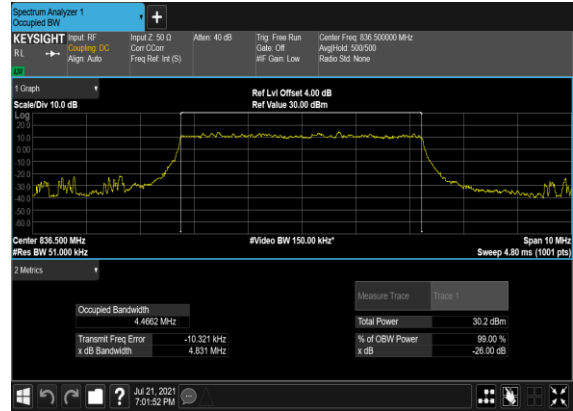 Spectrum Analyzer 1
Occupied BW
KEYSIGHT Input: RF Input Z: 50 Ω Atten: 40 dB Trig: Free Run Center Freq: 836.500000 MHz
RL Coupling: DC Corr CCorr Gate: Off Avg|Hold: 500/500
Align: Auto Freq Ref: Int (S) #IF Gain: Low Radio Std: None
1 Graph
Ref Lvl Offset 4.00 dB
Scale/Div 10.0 dB Ref Value 30.00 dBm
Log
20.0
10.0
0.00
-10.0
-20.0
-30.0
-40.0
-50.0
-60.0
Center 836.500 MHz #Video BW 150.00 kHz* Span 10 MHz
#Res BW 51.000 kHz Sweep 4.80 ms (1001 pts)
2 Metrics
Measure Trace Trace 1
Occupied Bandwidth
4.4662 MHz Total Power 30.2 dBm
Transmit Freq Error -10.321 kHz % of OBW Power 99.00 %
x dB Bandwidth 4.831 MHz x dB -26.00 dB
? Jul 21, 2021
7:01:52 PM